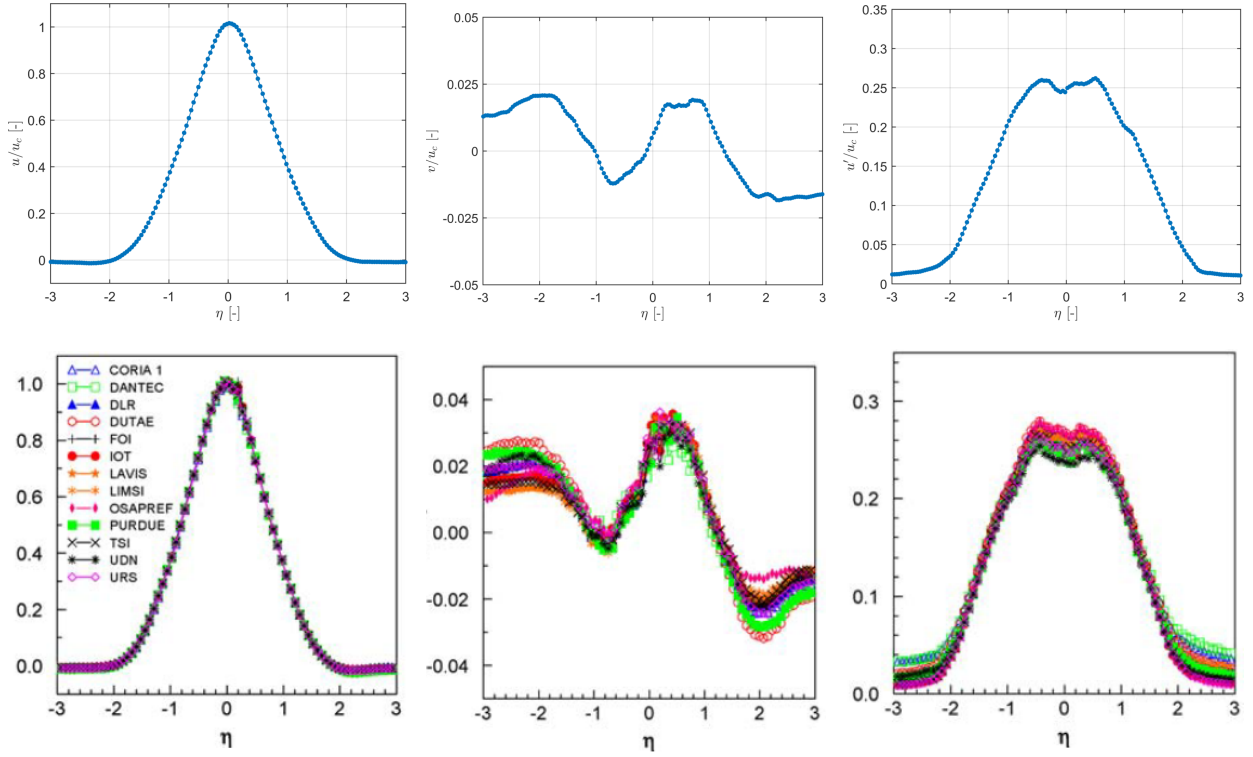 1
0.8
0.6
0.4
0.2
0
u/u_c [-]
-3 -2 -1 0 1 2 3
η [-]
0.05
0.025
0
-0.025
-0.05
v/u_c [-]
-3 -2 -1 0 1 2 3
η [-]
0.35
0.3
0.25
0.2
0.15
0.1
0.05
0
u'/u_c [-]
-3 -2 -1 0 1 2 3
η [-]
1.0
0.8
0.6
0.4
0.2
0.0
CORIA 1
DANTEC
DLR
DUTAE
FOI
IOT
LAVIS
LIMSI
OSAPREF
PURDUE
TSI
UDN
URS
-3 -2 -1 0 1 2 3
η
0.04
0.02
0.00
-0.02
-0.04
-3 -2 -1 0 1 2 3
η
0.3
0.2
0.1
0.0
-3 -2 -1 0 1 2 3
η